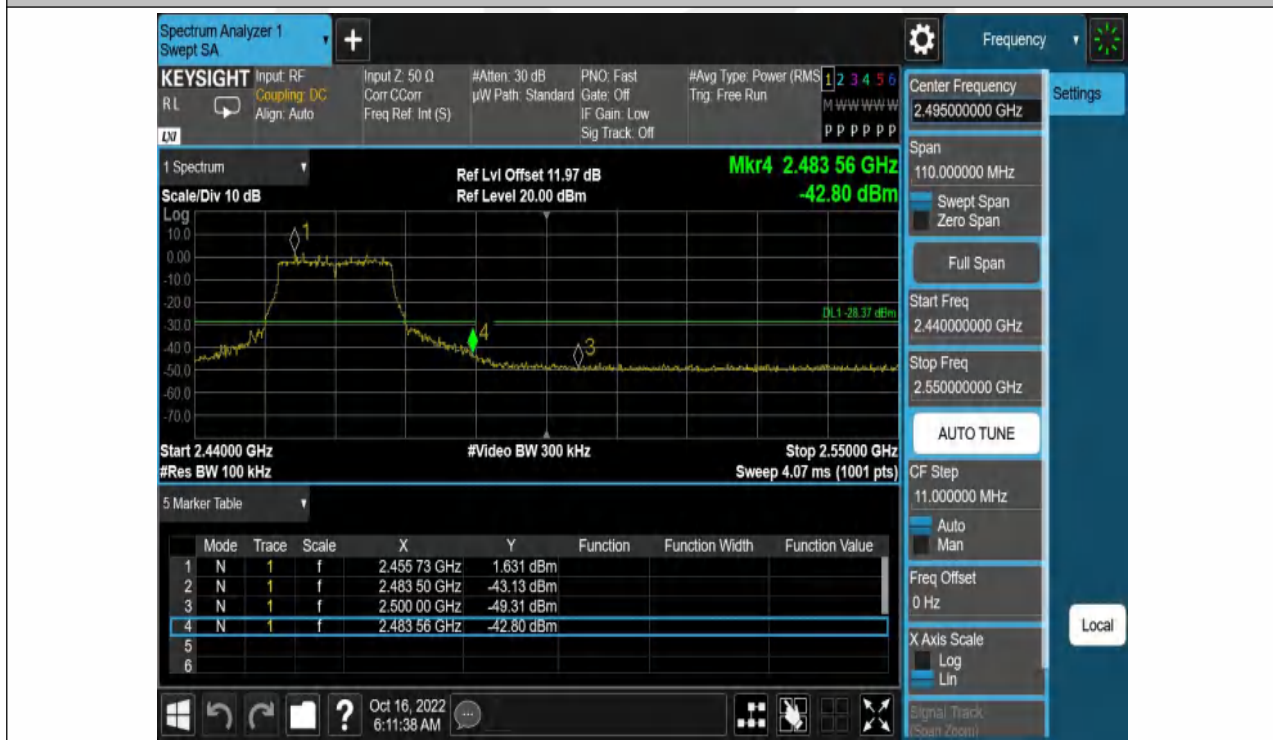 Spectrum Analyzer 1
Swept SA
+
Frequency
KEYSIGHT
RL
LXI
Input: RF
Coupling: DC
Align: Auto
Input Z: 50 Ω
Corr CCorr
Freq Ref: Int (S)
#Atten: 30 dB
µW Path: Standard
PNO: Fast
Gate: Off
IF Gain: Low
Sig Track: Off
#Avg Type: Power (RMS
Trig: Free Run
1 2 3 4 5 6
M W W W W W
P P P P P P
1 Spectrum
Scale/Div 10 dB
Ref Lvl Offset 11.97 dB
Ref Level 20.00 dBm
Mkr4 2.483 56 GHz
-42.80 dBm
Log
10.0
0.00
-10.0
-20.0
-30.0
-40.0
-50.0
-60.0
-70.0
1
4
3
DL1 -28.37 dBm
Start 2.44000 GHz
#Res BW 100 kHz
#Video BW 300 kHz
Stop 2.55000 GHz
Sweep 4.07 ms (1001 pts)
5 Marker Table
Mode Trace Scale X Y Function Function Width Function Value
1 N 1 f 2.455 73 GHz 1.631 dBm
2 N 1 f 2.483 50 GHz -43.13 dBm
3 N 1 f 2.500 00 GHz -49.31 dBm
4 N 1 f 2.483 56 GHz -42.80 dBm
5
6
Oct 16, 2022
6:11:38 AM
?
Center Frequency
2.495000000 GHz
Settings
Span
110.000000 MHz
Swept Span
Zero Span
Full Span
Start Freq
2.440000000 GHz
Stop Freq
2.550000000 GHz
AUTO TUNE
CF Step
11.000000 MHz
Auto
Man
Freq Offset
0 Hz
X Axis Scale
Log
Lin
Local
Signal Track
(Span Zoom)